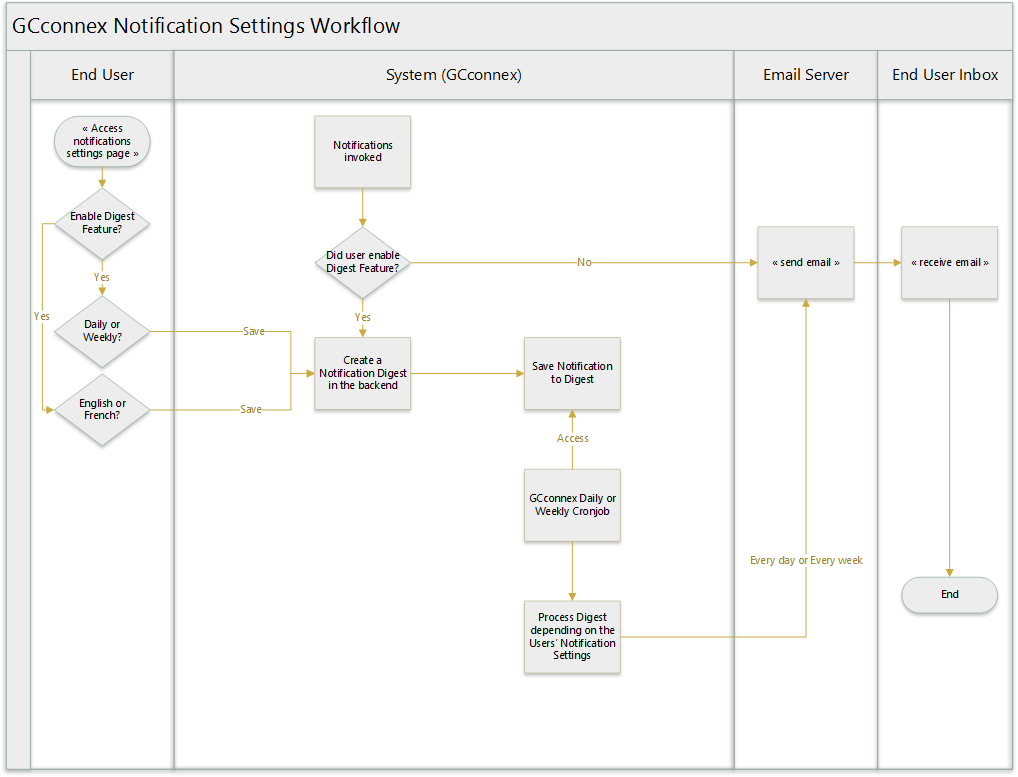 GCconnex Notification Settings Workflow
End User
System (GCconnex)
Email Server
End User Inbox
« Access
notifications
settings page »
Enable Digest
Feature?
Yes
Yes
Daily or
Weekly?
Save
English or
French?
Save
Notifications
invoked
Did user enable
Digest Feature?
No
Yes
Create a
Notification Digest
in the backend
Save Notification
to Digest
Access
GCconnex Daily or
Weekly Cronjob
Process Digest
depending on the
Users' Notification
Settings
Every day or Every week
« send email »
« receive email »
End